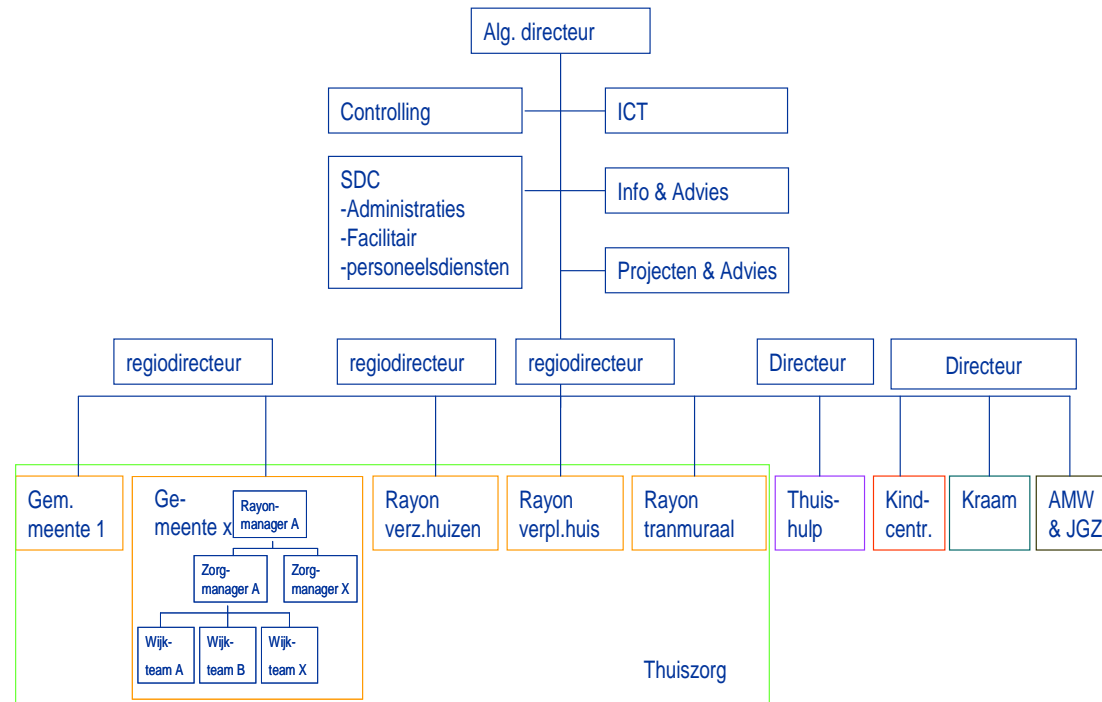 Alg. directeur
Controlling
ICT
SDC
-Administraties
-Facilitair
-personeelsdiensten
Info & Advies
Projecten & Advies
regiodirecteur
regiodirecteur
regiodirecteur
Directeur
Directeur
Gem.
meente 1
Ge-
meente x
Rayon-
manager A
Zorg-
manager A
Zorg-
manager X
Wijk-
team A
Wijk-
team B
Wijk-
team X
Rayon
verz.huizen
Rayon
verpl.huis
Rayon
tranmuraal
Thuis-
hulp
Kind-
centr.
Kraam
AMW
& JGZ
Thuiszorg